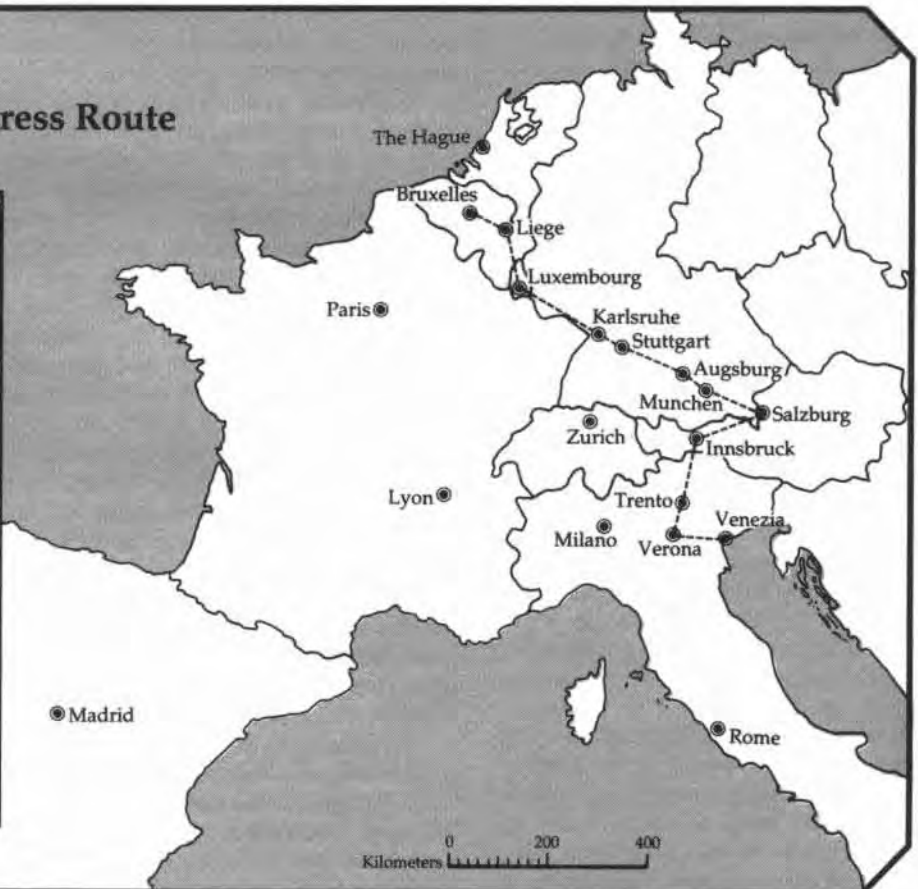 ress Route
The Hague
Bruxelles
Liege
Luxembourg
Paris
Karlsruhe
Stuttgart
Augsburg
Munchen
Salzburg
Zurich
Innsbruck
Lyon
Trento
Venezia
Milano
Verona
Madrid
Rome
0 200 400
Kilometers